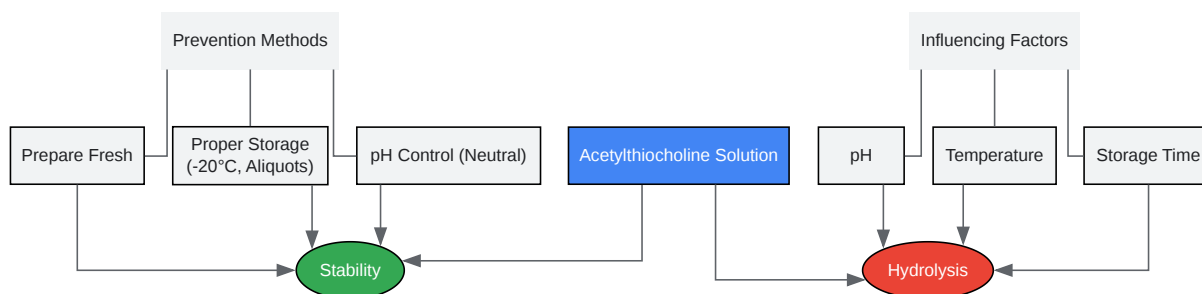 Prevention Methods
Influencing Factors
Prepare Fresh
Proper Storage
(-20°C, Aliquots)
pH Control (Neutral)
Acetylthiocholine Solution
pH
Temperature
Storage Time
Stability
Hydrolysis